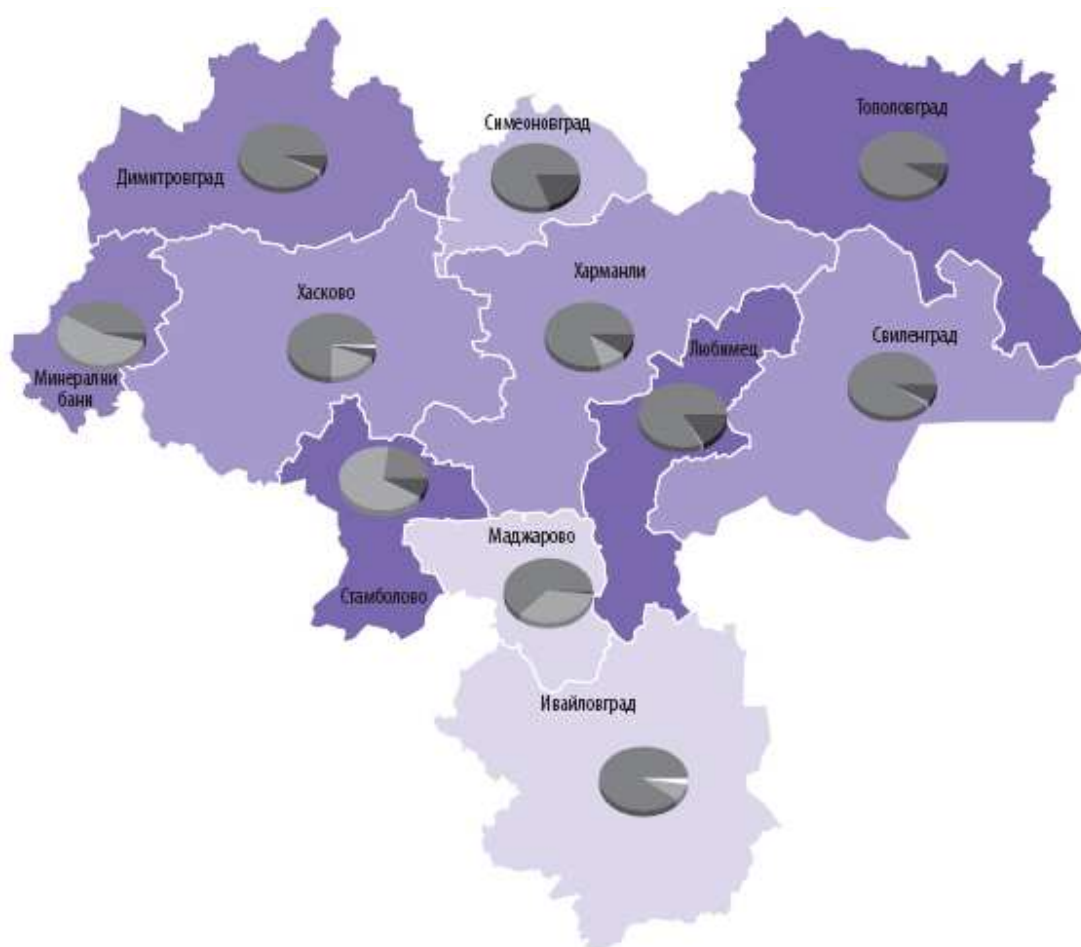 Тополовград
Симеоновград
Димитровград
Харманли
Хасково
Свиленград
Любимец
Минерални
бани
Маджарово
Стамболово
Ивайловград